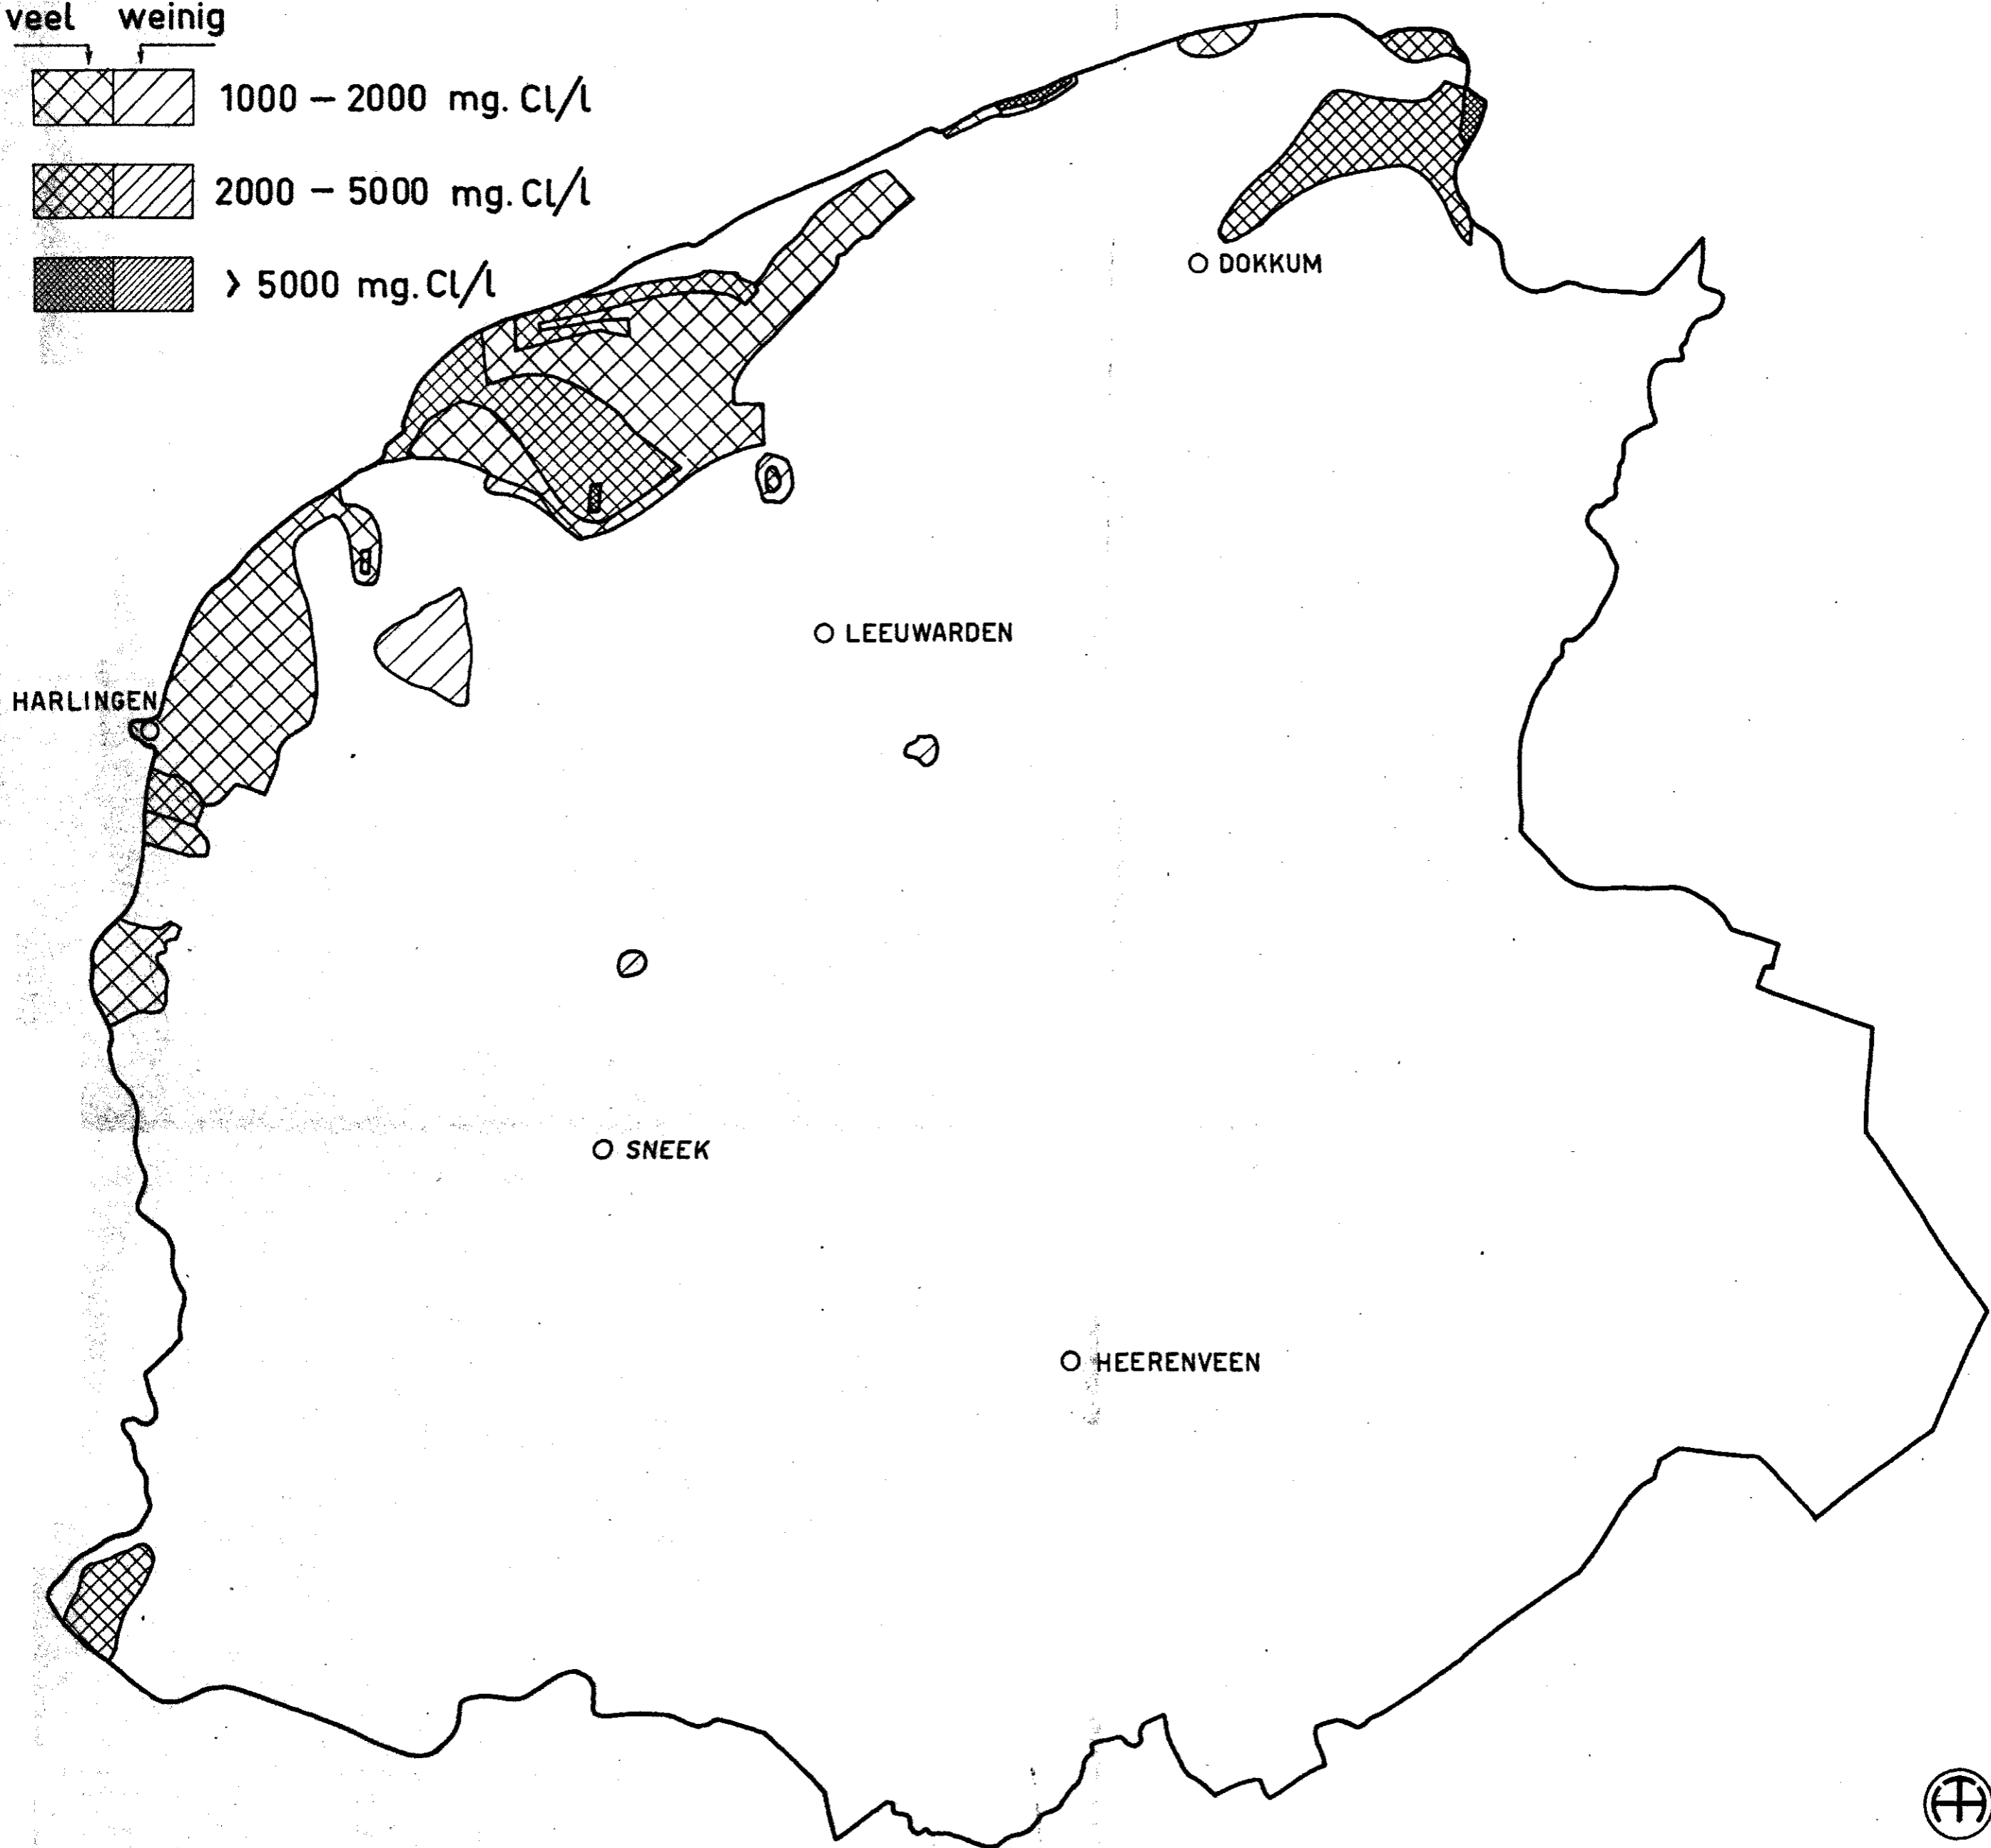 veel weinig
1000 – 2000 mg. Cl/l
2000 – 5000 mg. Cl/l
> 5000 mg. Cl/l
DOKKUM
LEEUWARDEN
HARLINGEN
SNEEK
HEERENVEEN